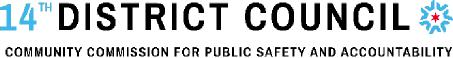 14TH DISTRICT COUNCIL
COMMUNITY COMMISSION FOR PUBLIC SAFETY AND ACCOUNTABILITY